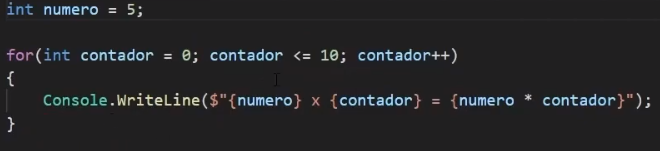 int numero = 5;
for(int contador = 0; contador <= 10; contador++)
{
Console.WriteLine($"{numero} x {contador} = {numero * contador}");
}